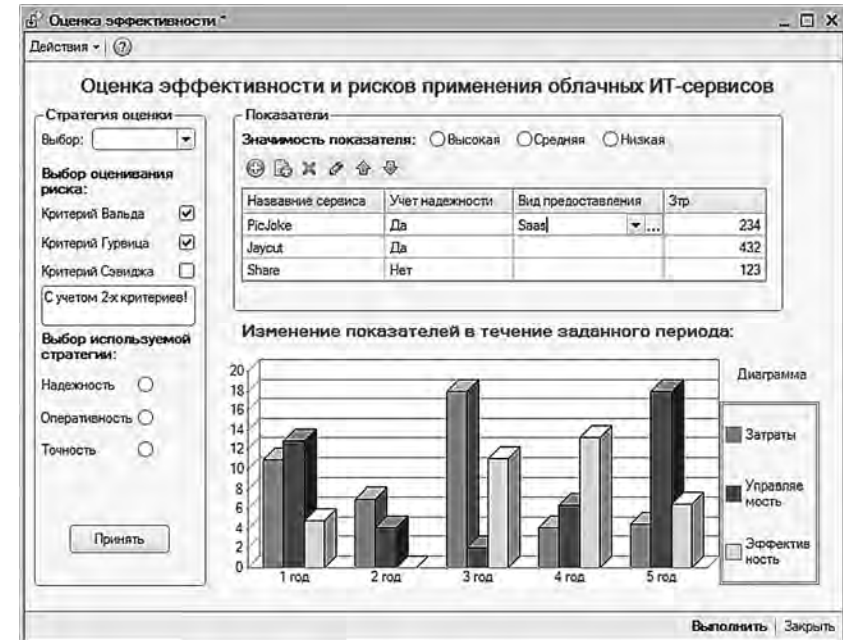 Оценка эффективности *
Действия
Оценка эффективности и рисков применения облачных ИТ-сервисов
Стратегия оценки
Выбор:
Выбор оценивания
риска:
Критерий Вальда
Критерий Гурвица
Критерий Сэвиджа
С учетом 2-х критериев!
Выбор используемой
стратегии:
Надежность
Оперативность
Точность
Принять
Показатели
Значимость показателя: Высокая Средняя Низкая
Назваение сервиса Учет надежности Вид предоставления Зтр
PicJoke Да Saas ... 234
Jaycut Да 432
Share Нет 123
Изменение показателей в течение заданного периода:
20
18
16
14
12
10
8
6
4
2
0
1 год 2 год 3 год 4 год 5 год
Диаграмма
Затраты
Управляе
мость
Эффектив
ность
Выполнить Закрыть